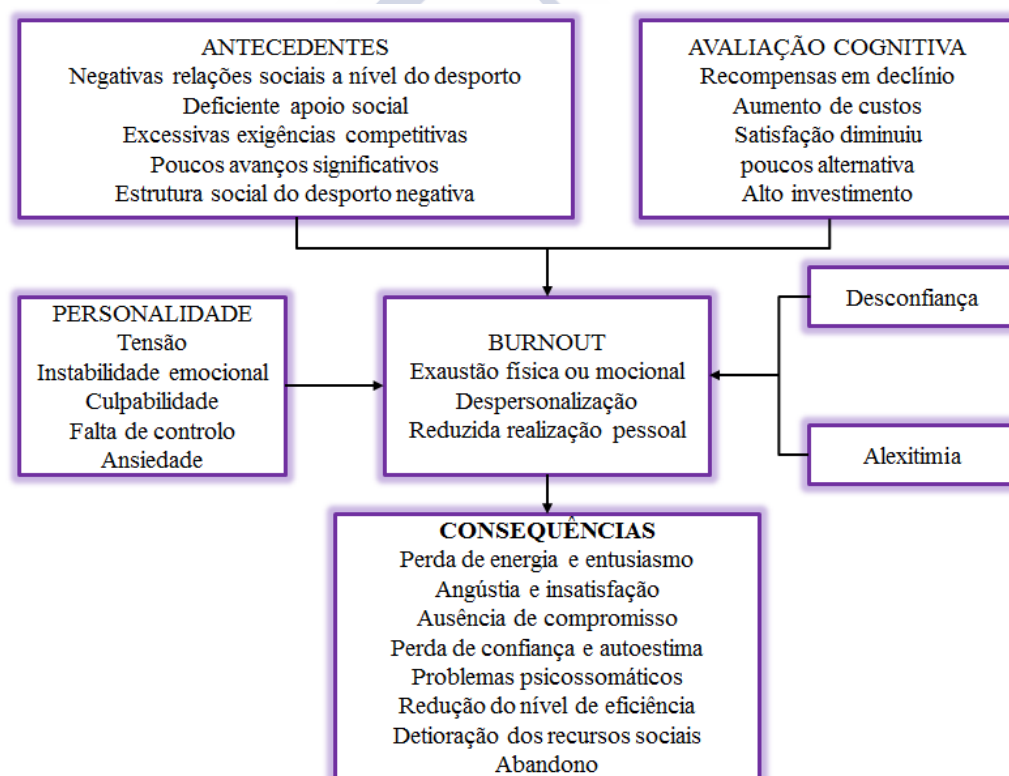 ANTECEDENTES
Negativas relações sociais a nível do desporto
Deficiente apoio social
Excessivas exigências competitivas
Poucos avanços significativos
Estrutura social do desporto negativa
AVALIAÇÃO COGNITIVA
Recompensas em declínio
Aumento de custos
Satisfação diminuiu
poucos alternativa
Alto investimento
PERSONALIDADE
Tensão
Instabilidade emocional
Culpabilidade
Falta de controlo
Ansiedade
BURNOUT
Exaustão física ou mocional
Despersonalização
Reduzida realização pessoal
Desconfiança
Alexitimia
CONSEQUÊNCIAS
Perda de energia e entusiasmo
Angústia e insatisfação
Ausência de compromisso
Perda de confiança e autoestima
Problemas psicossomáticos
Redução do nível de eficiência
Detioração dos recursos sociais
Abandono